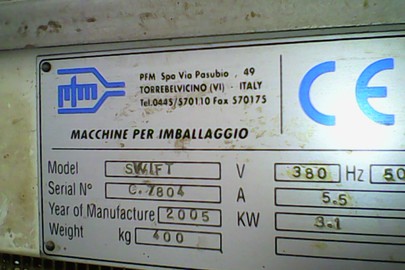 pfm
PFM Spa Via Pasubio , 49
TORREBELVICINO (VI) - ITALY
Tel.0445/570110 Fax 570175
CE
MACCHINE PER IMBALLAGGIO
Model SWIFT V 380 Hz 50
Serial N° C.7804 A 5.5
Year of Manufacture 2005 KW 3.1
Weight kg 400